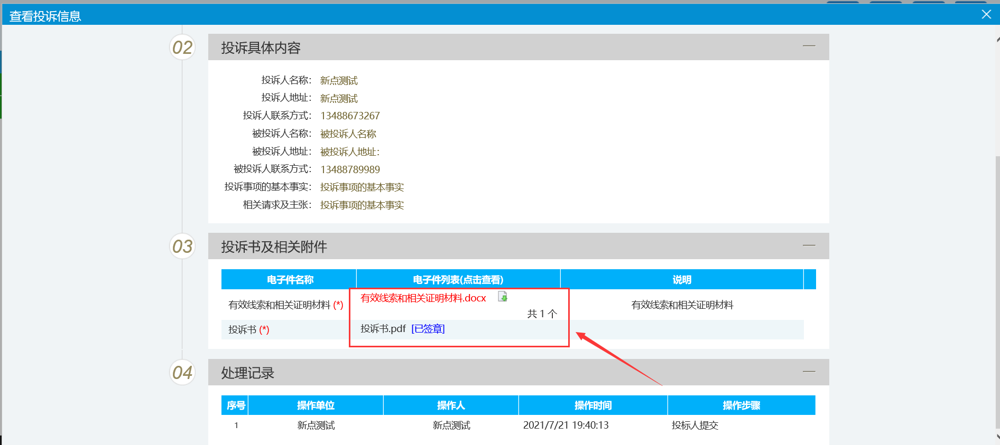 查看投诉信息
02 投诉具体内容
投诉人名称： 新点测试
投诉人地址： 新点测试
投诉人联系方式： 13488673267
被投诉人名称： 被投诉人名称
被投诉人地址： 被投诉人地址：
被投诉人联系方式： 13488789989
投诉事项的基本事实： 投诉事项的基本事实
相关请求及主张： 投诉事项的基本事实
03 投诉书及相关附件
电子件名称 电子件列表(点击查看) 说明
有效线索和相关证明材料.docx
有效线索和相关证明材料 (*) 有效线索和相关证明材料
共 1 个
投诉书 (*) 投诉书.pdf [已签章]
04 处理记录
序号 操作单位 操作人 操作时间 操作步骤
1 新点测试 新点测试 2021/7/21 19:40:13 投标人提交